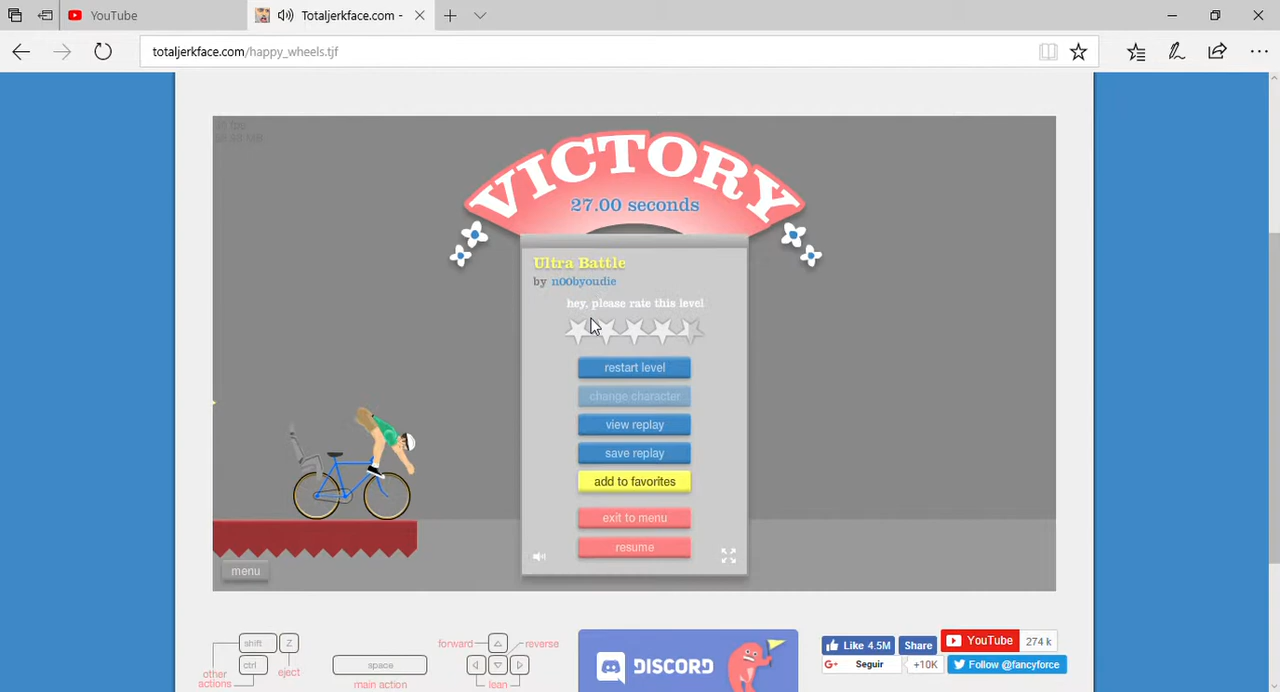 YouTube
Totaljerkface.com -
totaljerkface.com/happy_wheels.tjf
VICTORY
27.00 seconds
Ultra Battle
by n00byoudie
hey, please rate this level
restart level
change character
view replay
save replay
add to favorites
exit to menu
resume
menu
shift
Z
ctrl
eject
other
actions
space
main action
forward
reverse
lean
DISCORD
Like 4.5M
Share
YouTube
274 k
Seguir
+10K
Follow @fancyforce